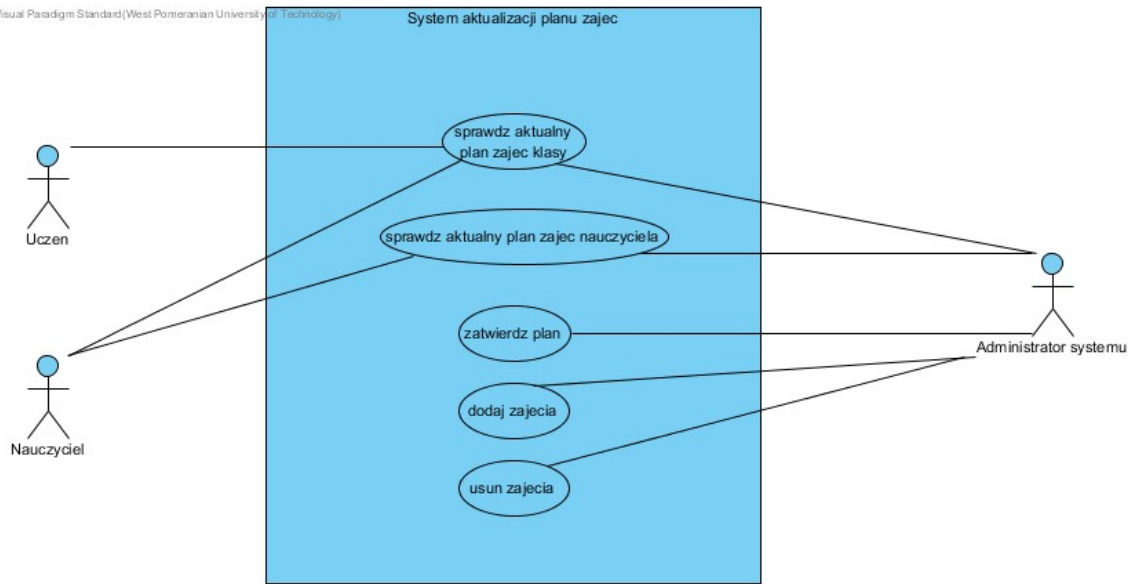 Visual Paradigm Standard(West Pomeranian University of Technology)
System aktualizacji planu zajec
sprawdz aktualny
plan zajec klasy
Uczen
sprawdz aktualny plan zajec nauczyciela
zatwierdz plan
Administrator systemu
dodaj zajecia
Nauczyciel
usun zajecia